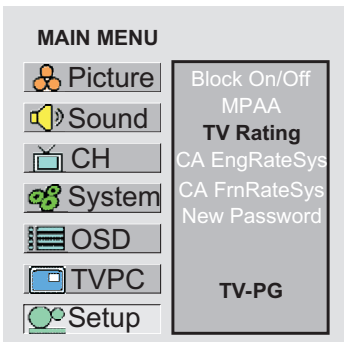 MAIN MENU
Picture
Sound
CH
System
OSD
TVPC
Setup
Block On/Off
MPAA
TV Rating
CA EngRateSys
CA FrnRateSys
New Password
TV-PG